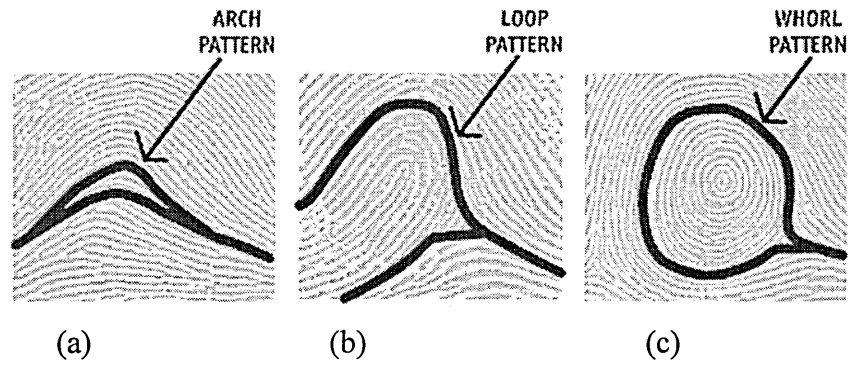 ARCH
PATTERN
LOOP
PATTERN
WHORL
PATTERN
(a)
(b)
(c)